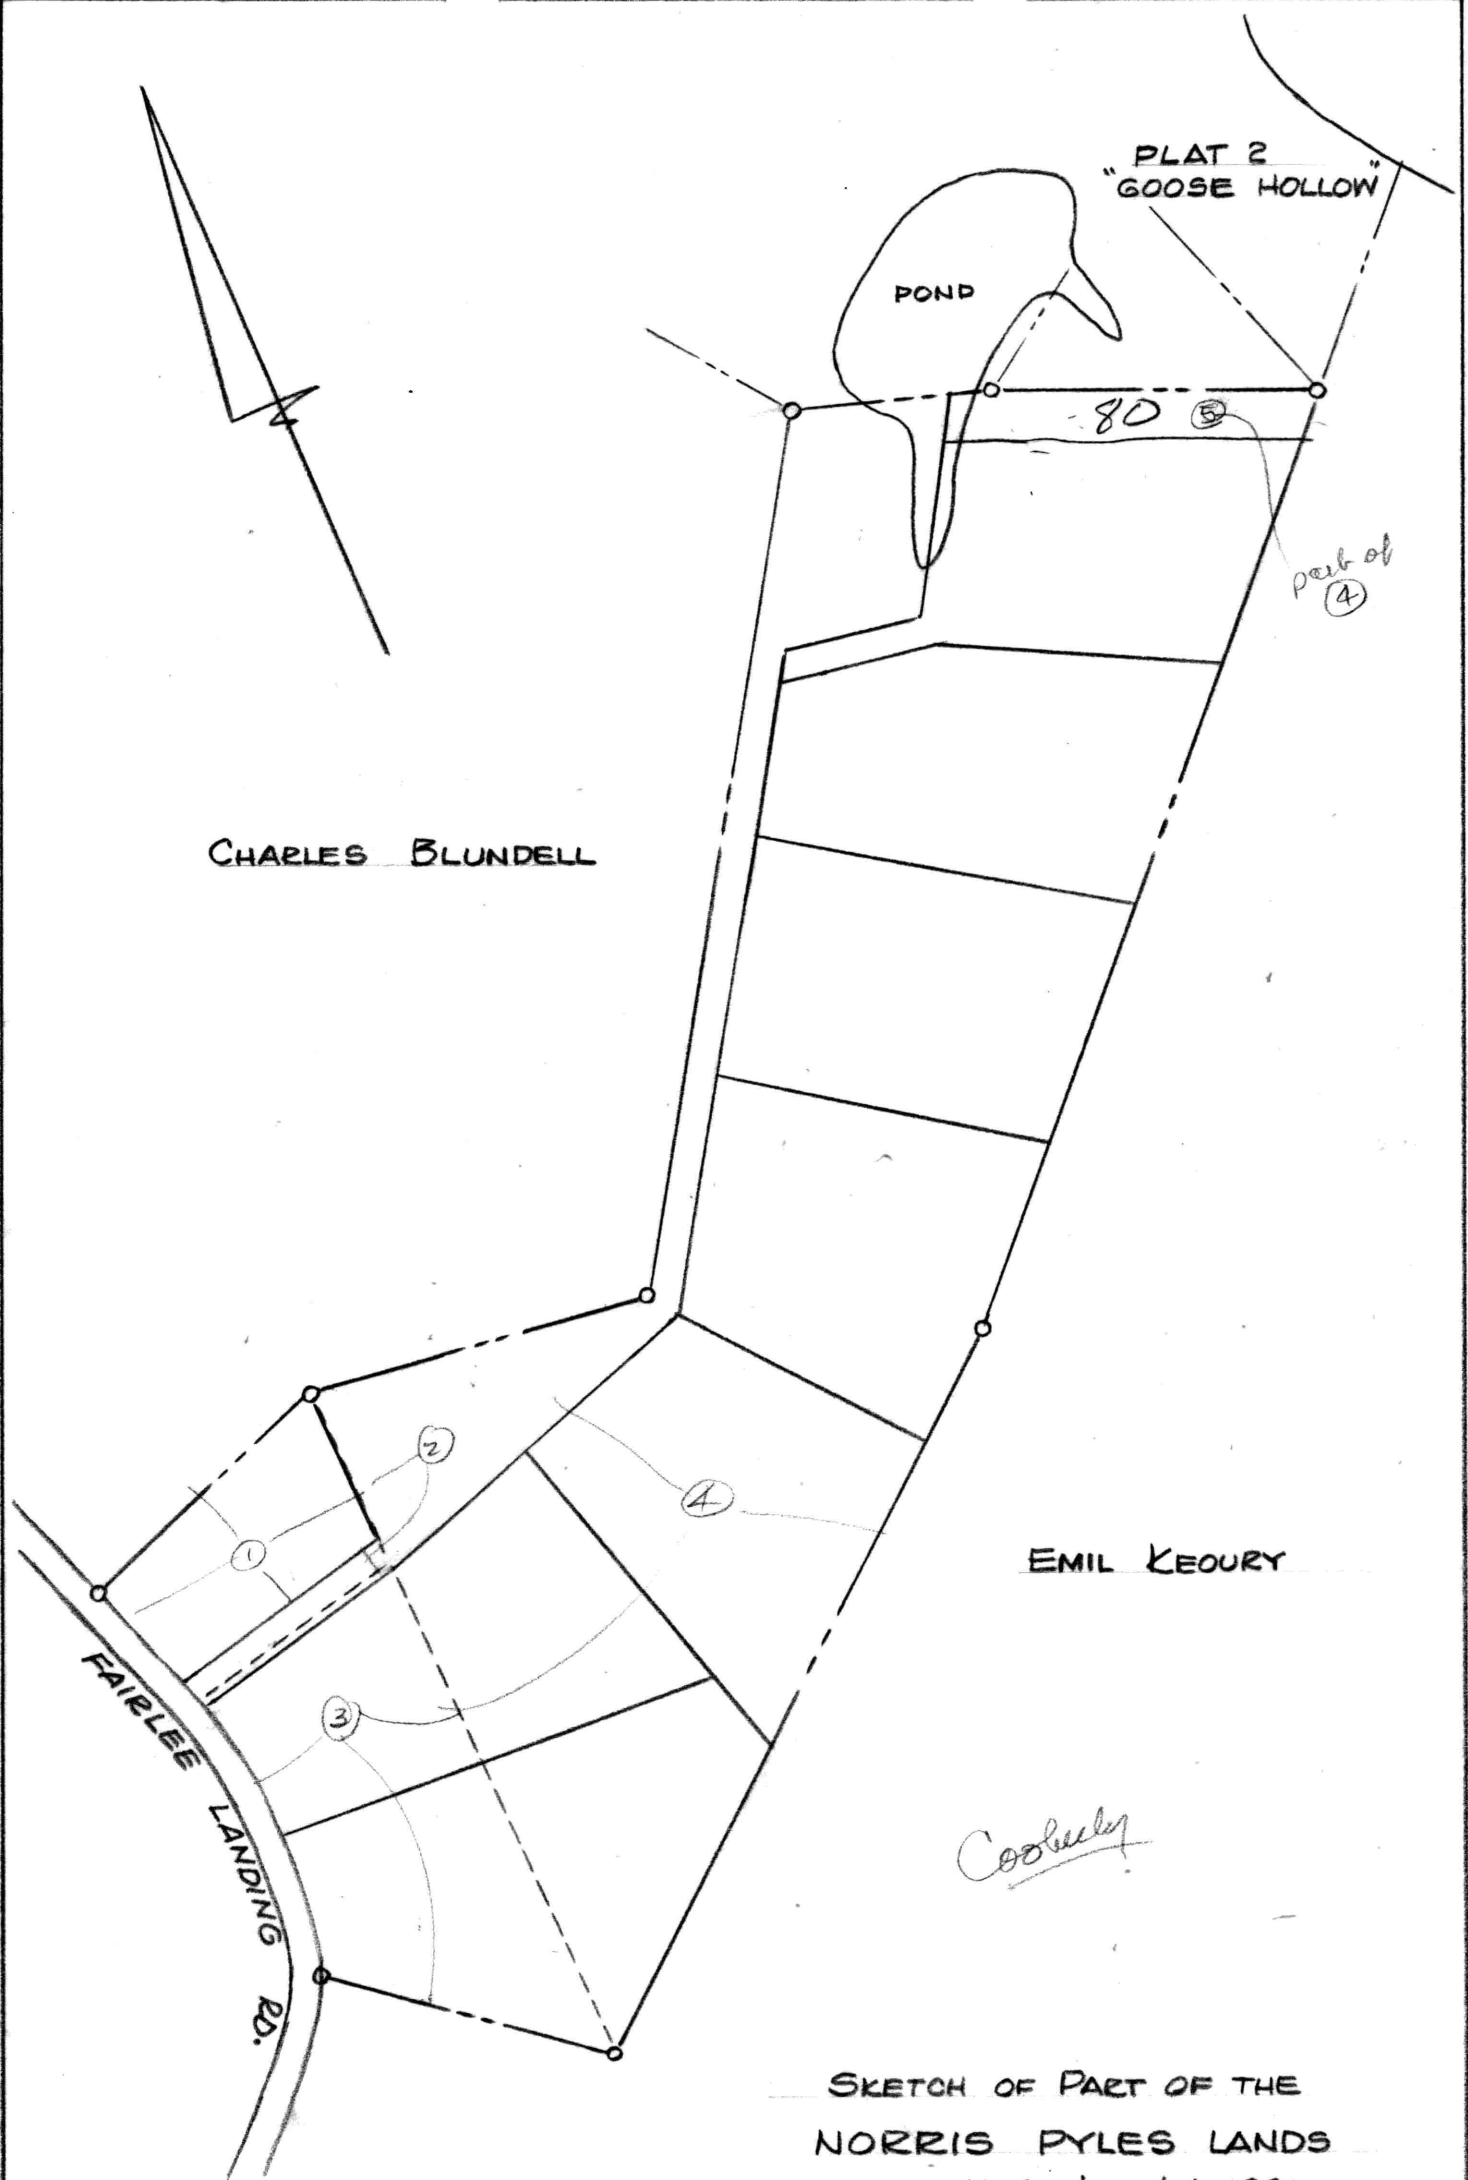 PLAT 2
"GOOSE HOLLOW"
POND
80 5
part of
4
CHARLES BLUNDELL
2
4
1
EMIL KEOURY
3
FAIRLEE LANDING RD.
SKETCH OF PART OF THE
NORRIS PYLES LANDS